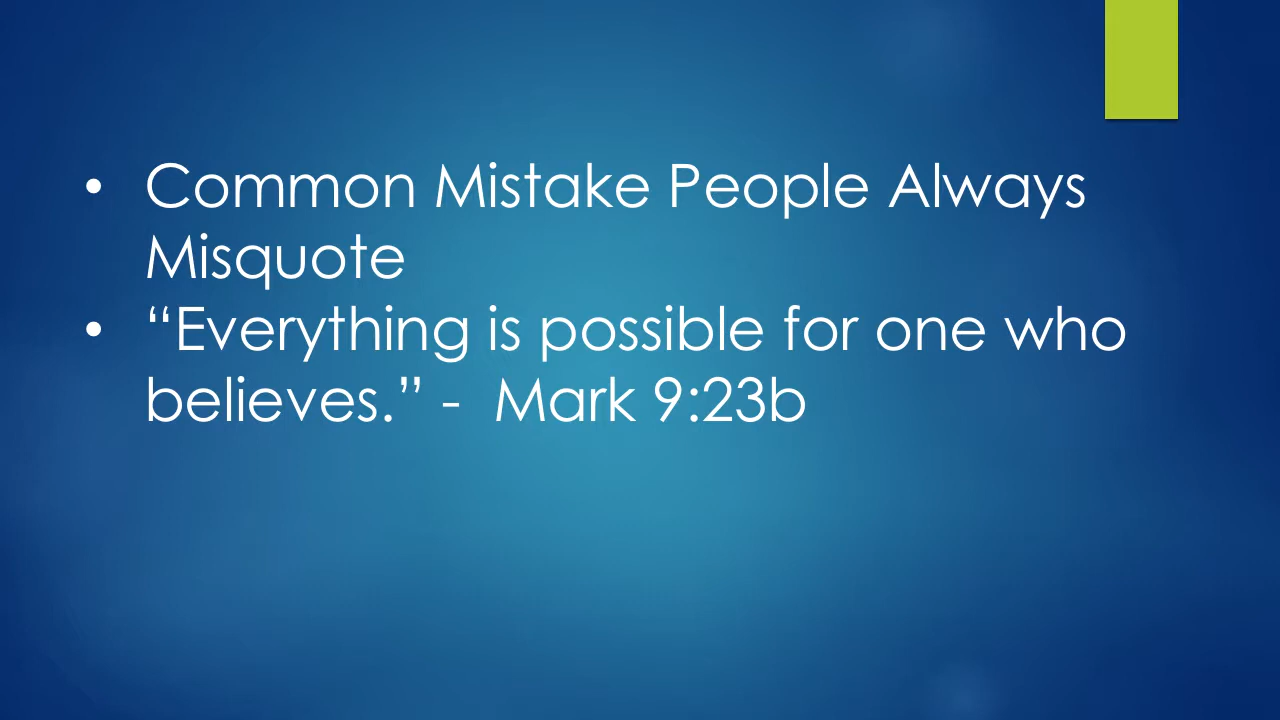 • Common Mistake People Always
Misquote
• “Everything is possible for one who
believes.” -  Mark 9:23b